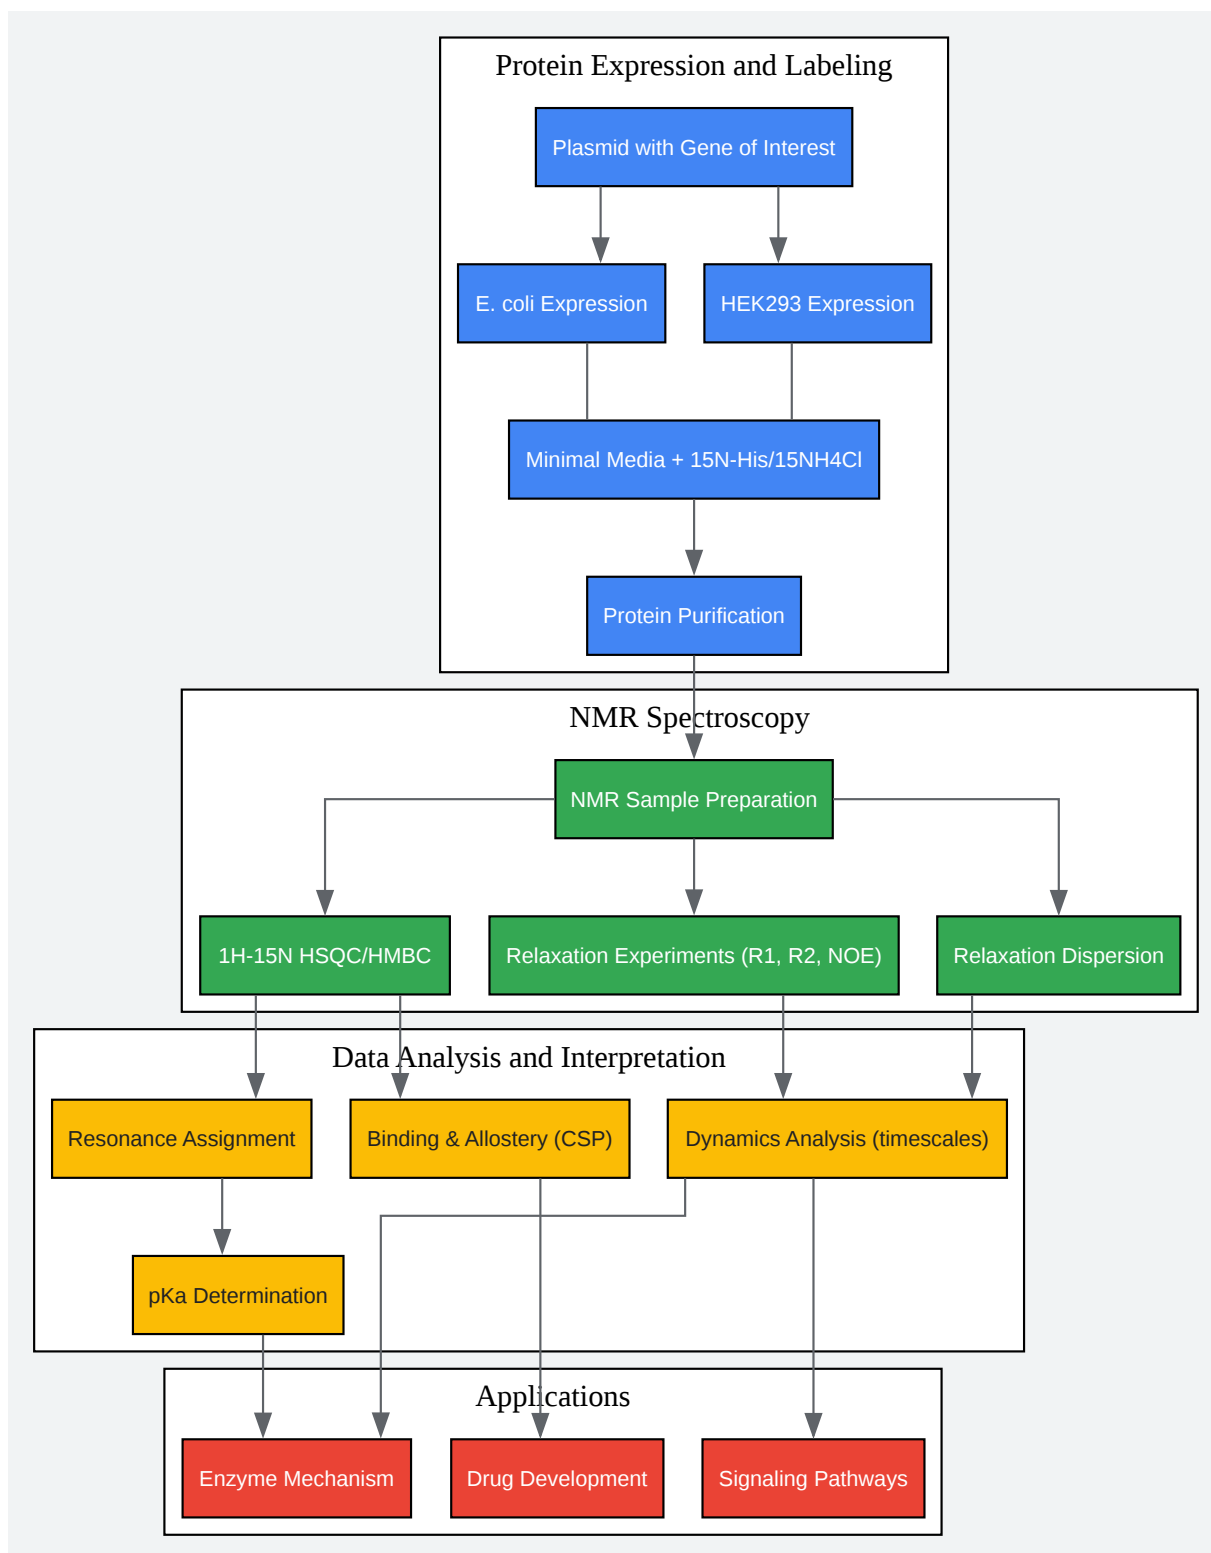 Protein Expression and Labeling
Plasmid with Gene of Interest
E. coli Expression
HEK293 Expression
Minimal Media + 15N-His/15NH4Cl
Protein Purification
NMR Spectroscopy
NMR Sample Preparation
1H-15N HSQC/HMBC
Relaxation Experiments (R1, R2, NOE)
Relaxation Dispersion
Data Analysis and Interpretation
Resonance Assignment
Binding & Allostery (CSP)
Dynamics Analysis (timescales)
pKa Determination
Applications
Enzyme Mechanism
Drug Development
Signaling Pathways